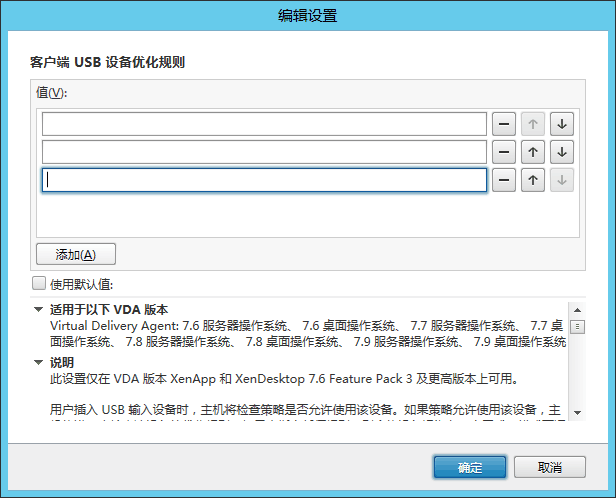 编辑设置
客户端 USB 设备优化规则
值(V):
添加(A)
使用默认值:
适用于以下 VDA 版本
Virtual Delivery Agent: 7.6 服务器操作系统、 7.6 桌面操作系统、 7.7 服务器操作系统、 7.7 桌
面操作系统、 7.8 服务器操作系统、 7.8 桌面操作系统、 7.9 服务器操作系统、 7.9 桌面操作系统
说明
此设置仅在 VDA 版本 XenApp 和 XenDesktop 7.6 Feature Pack 3 及更高版本上可用。
用户插入 USB 输入设备时，主机将检查策略是否允许使用该设备。如果策略允许使用该设备，主
确定
取消